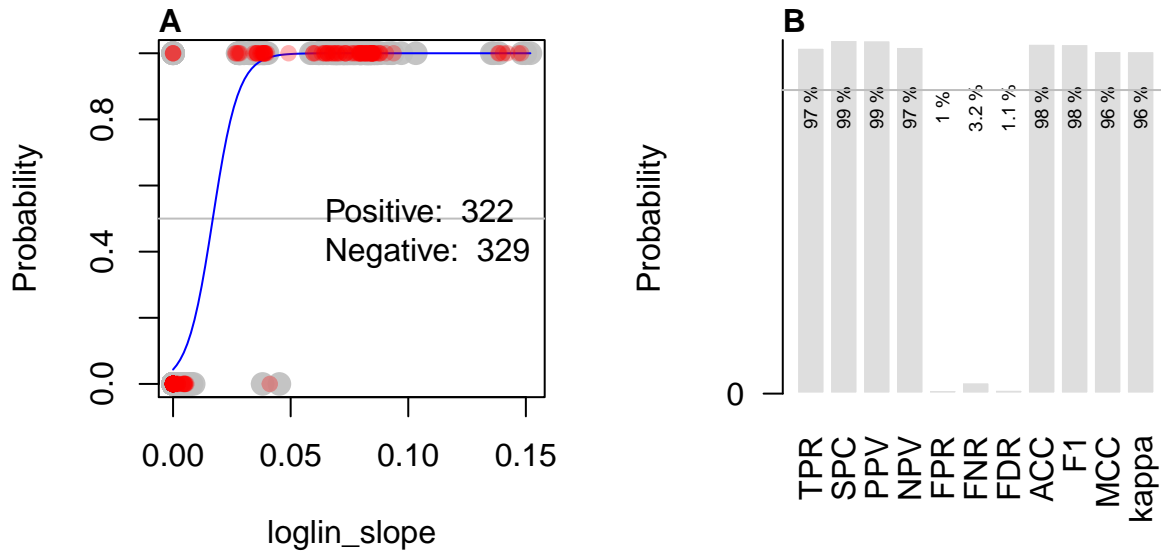 A
Probability
0.0
0.4
0.8
Positive: 322
Negative: 329
0.00
0.05
0.10
0.15
loglin_slope
B
Probability
0
97 %
99 %
99 %
97 %
1 %
3.2 %
1.1 %
98 %
98 %
96 %
96 %
TPR
SPC
PPV
NPV
FPR
FNR
FDR
ACC
F1
MCC
kappa